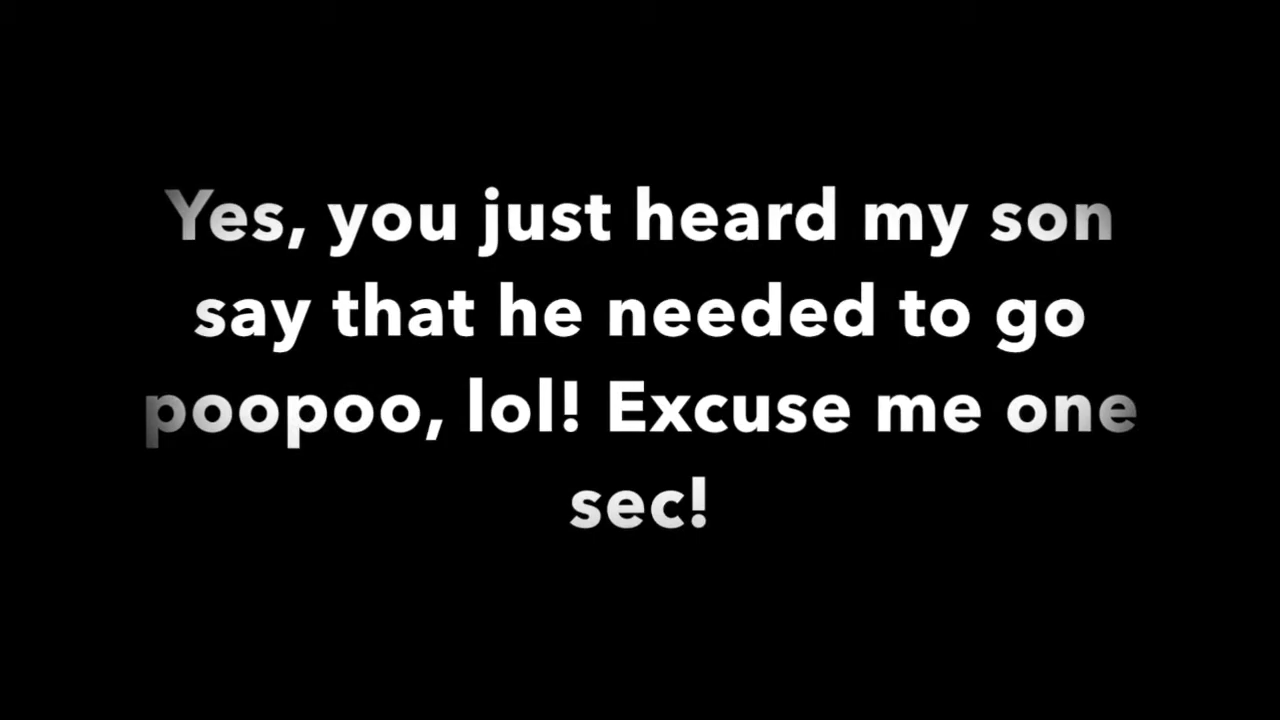 Yes, you just heard my son
say that he needed to go
poopoo, lol! Excuse me one
sec!